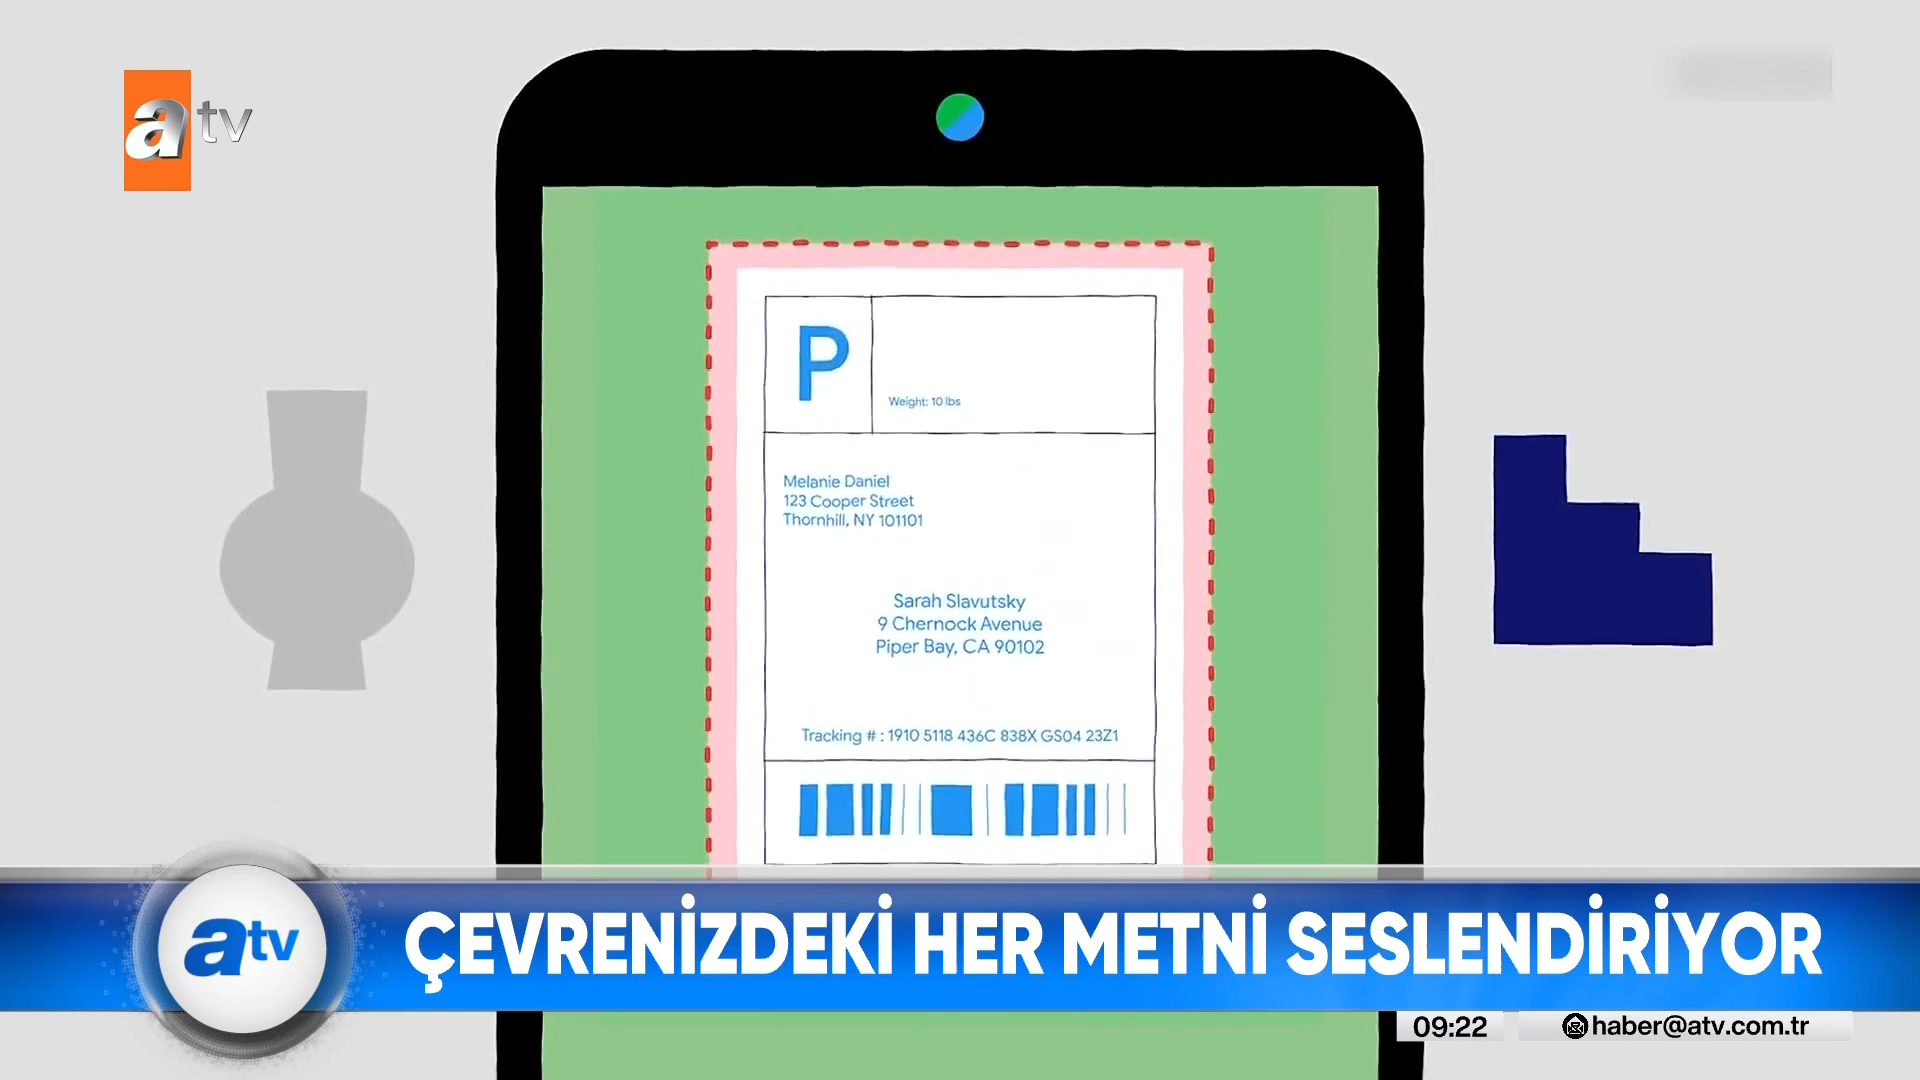 atv
P
Weight: 10 lbs
Melanie Daniel
123 Cooper Street
Thornhill, NY 101101
Sarah Slavutsky
9 Chernock Avenue
Piper Bay, CA 90102
Tracking # : 1910 5118 436C 838X GS04 23Z1
atv
ÇEVRENİZDEKİ HER METNİ SESLENDİRİYOR
09:22
haber@atv.com.tr